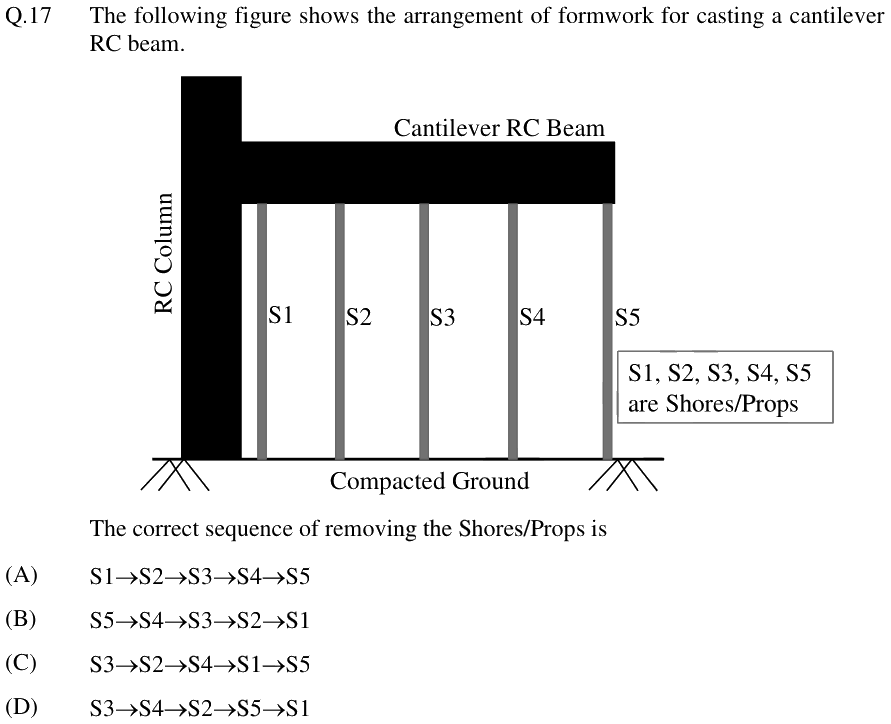 Q.17 The following figure shows the arrangement of formwork for casting a cantilever
RC beam.
Cantilever RC Beam
RC Column
S1 S2 S3 S4 S5
S1, S2, S3, S4, S5
are Shores/Props
Compacted Ground
The correct sequence of removing the Shores/Props is
(A) S1→S2→S3→S4→S5
(B) S5→S4→S3→S2→S1
(C) S3→S2→S4→S1→S5
(D) S3→S4→S2→S5→S1